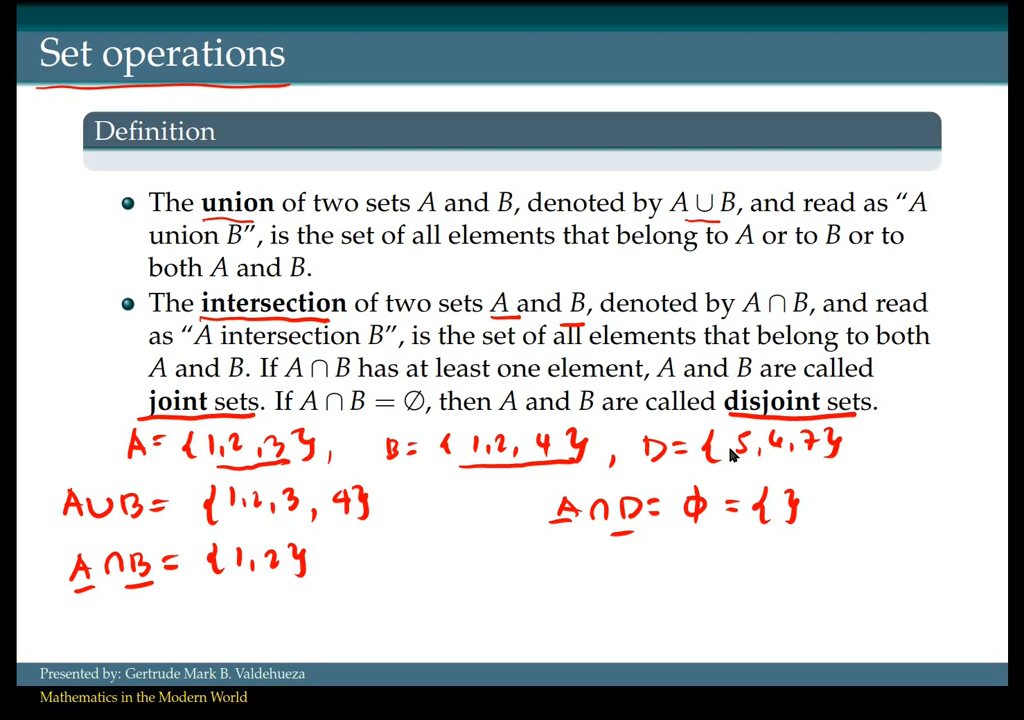 Set operations
Definition
The union of two sets A and B, denoted by A ∪ B, and read as “A
union B”, is the set of all elements that belong to A or to B or to
both A and B.
The intersection of two sets A and B, denoted by A ∩ B, and read
as “A intersection B”, is the set of all elements that belong to both
A and B. If A ∩ B has at least one element, A and B are called
joint sets. If A ∩ B = ∅, then A and B are called disjoint sets.
A = {1,2,3}, B = {1,2,4}, D = {5,6,7}
A∪B = {1,2,3,4} A∩D = ϕ = { }
A∩B = {1,2}
Presented by: Gertrude Mark B. Valdehueza
Mathematics in the Modern World